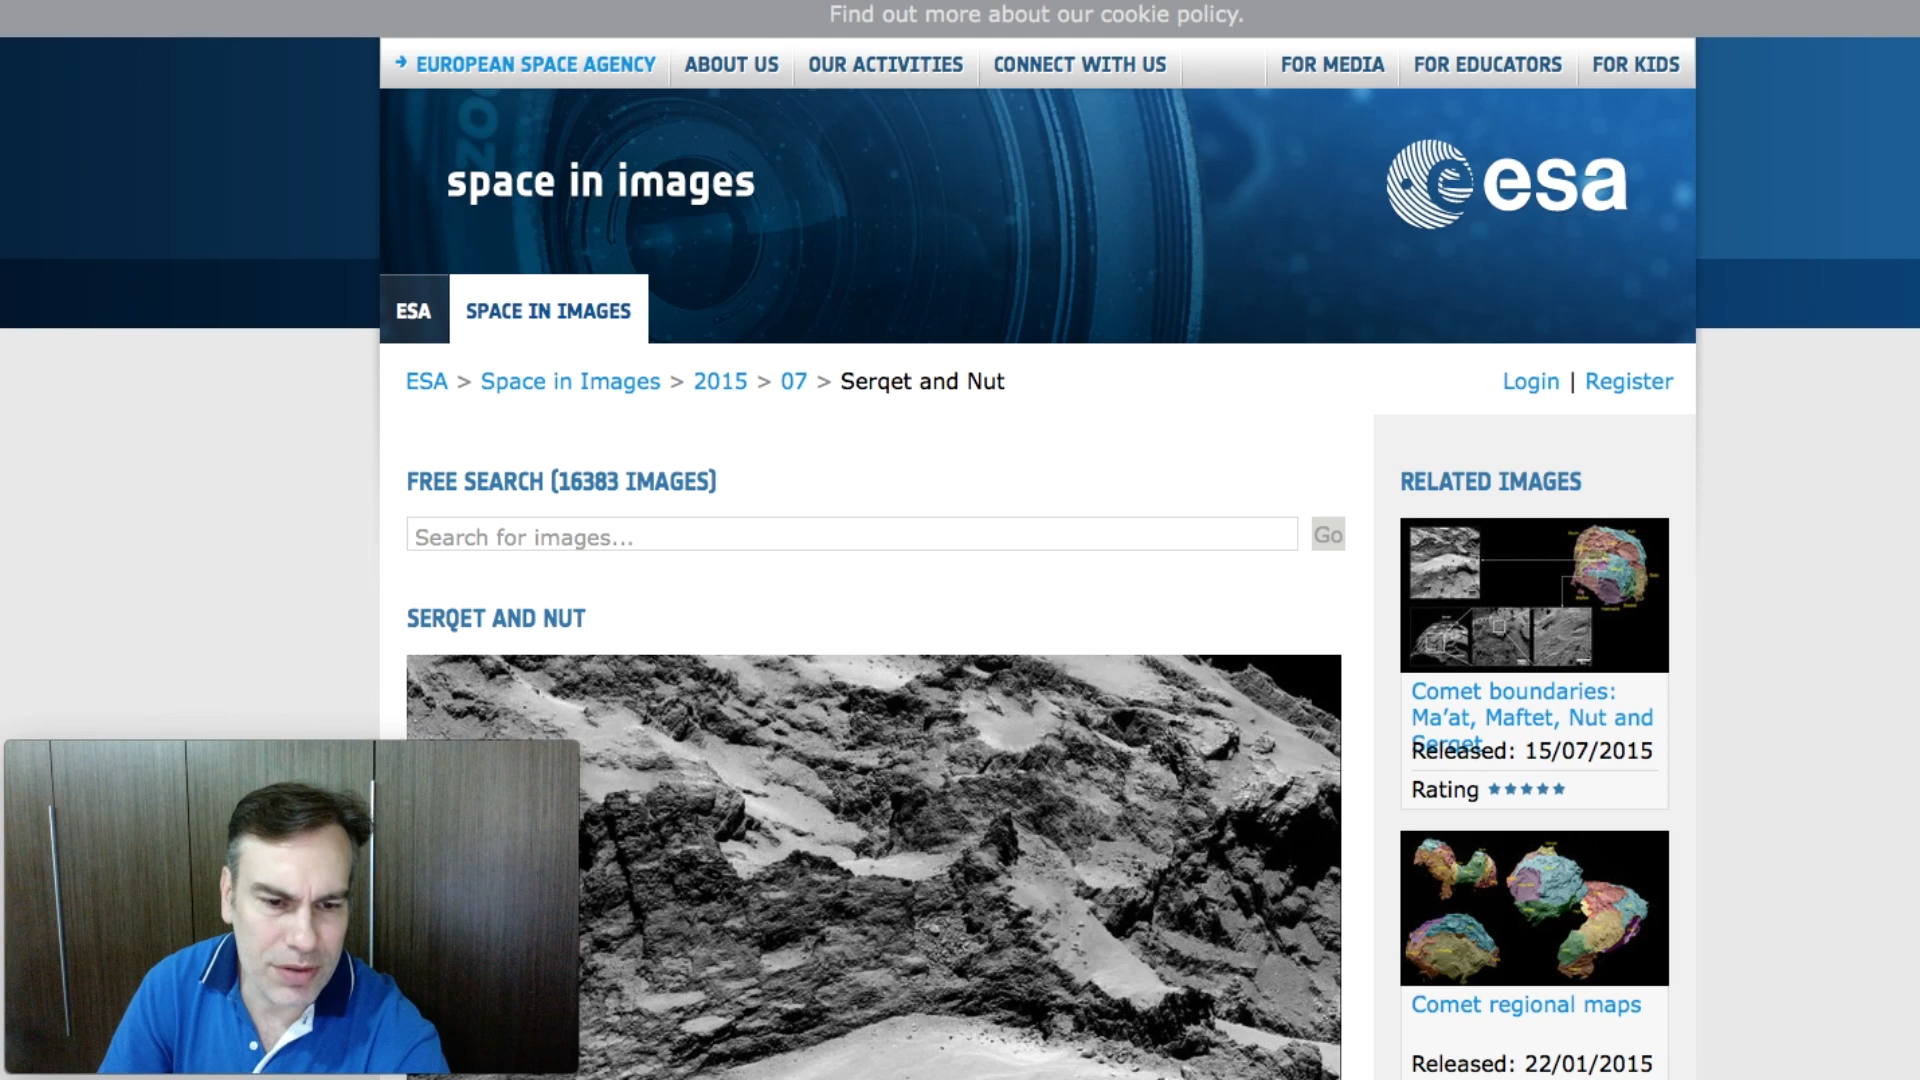 Find out more about our cookie policy.
EUROPEAN SPACE AGENCY
ABOUT US
OUR ACTIVITIES
CONNECT WITH US
FOR MEDIA
FOR EDUCATORS
FOR KIDS
space in images
esa
ESA
SPACE IN IMAGES
ESA > Space in Images > 2015 > 07 > Serqet and Nut
Login | Register
FREE SEARCH (16383 IMAGES)
Search for images...
Go
SERQET AND NUT
RELATED IMAGES
Comet boundaries:
Ma’at, Maftet, Nut and
Serqet
Released: 15/07/2015
Rating
Comet regional maps
Released: 22/01/2015